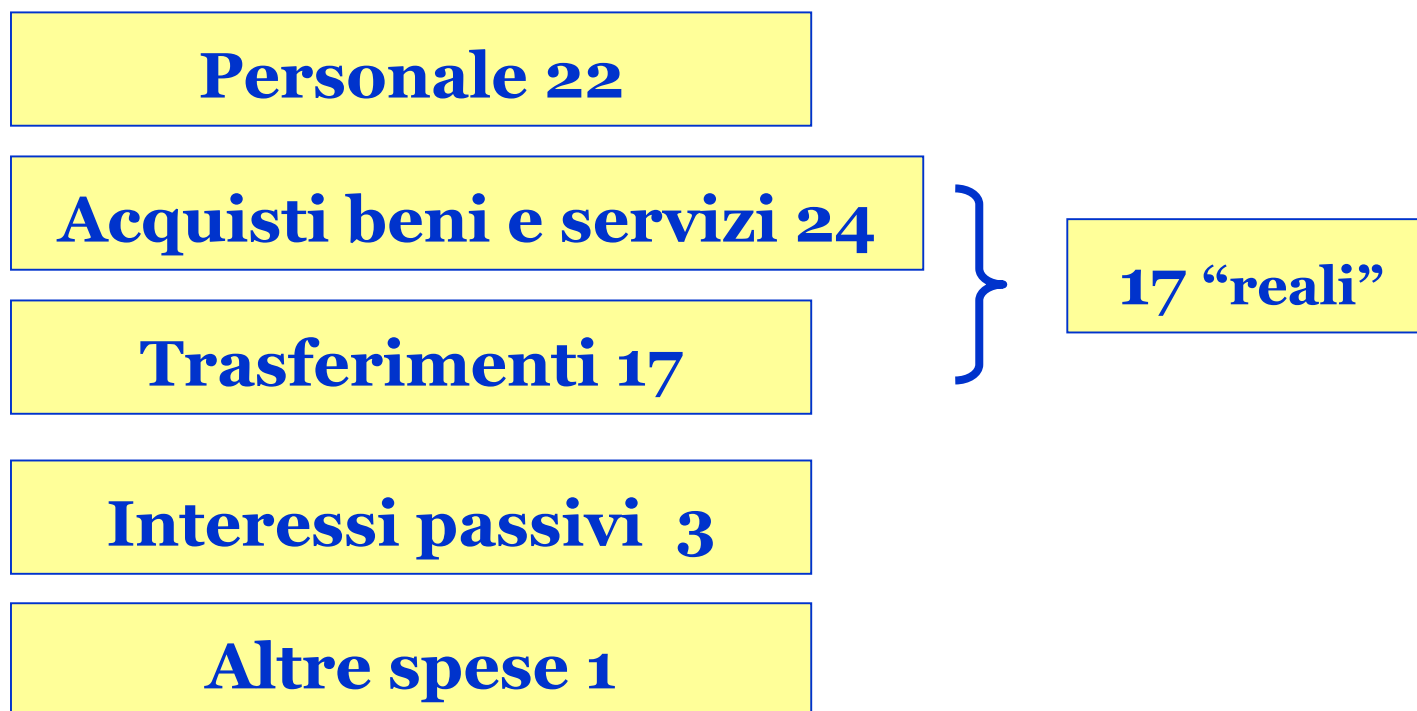 Personale 22
Acquisti beni e servizi 24
17 “reali”
Trasferimenti 17
Interessi passivi 3
Altre spese 1